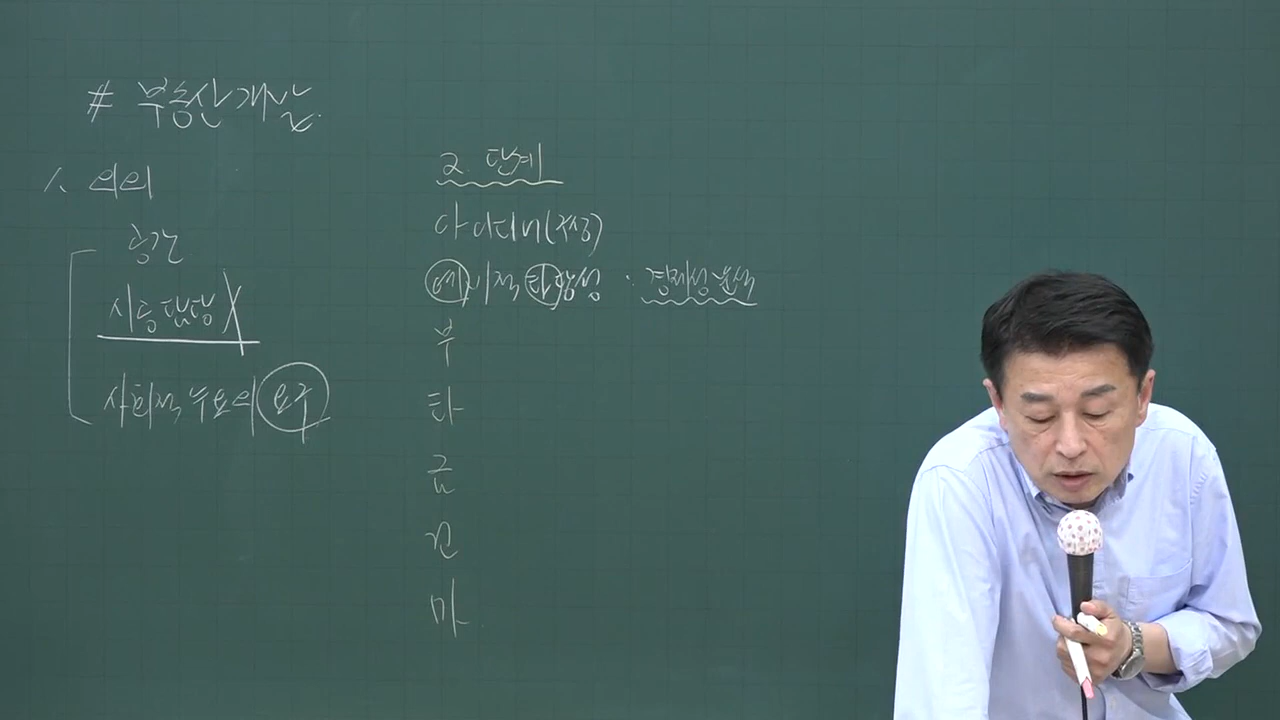 # 부동산개발
1. 의의
공간
시공담당 X
사회적 수요의 요구
2. 단계
아이디어(구상)
예비적 타당성 · 경제성분석
부
타
금
건
마